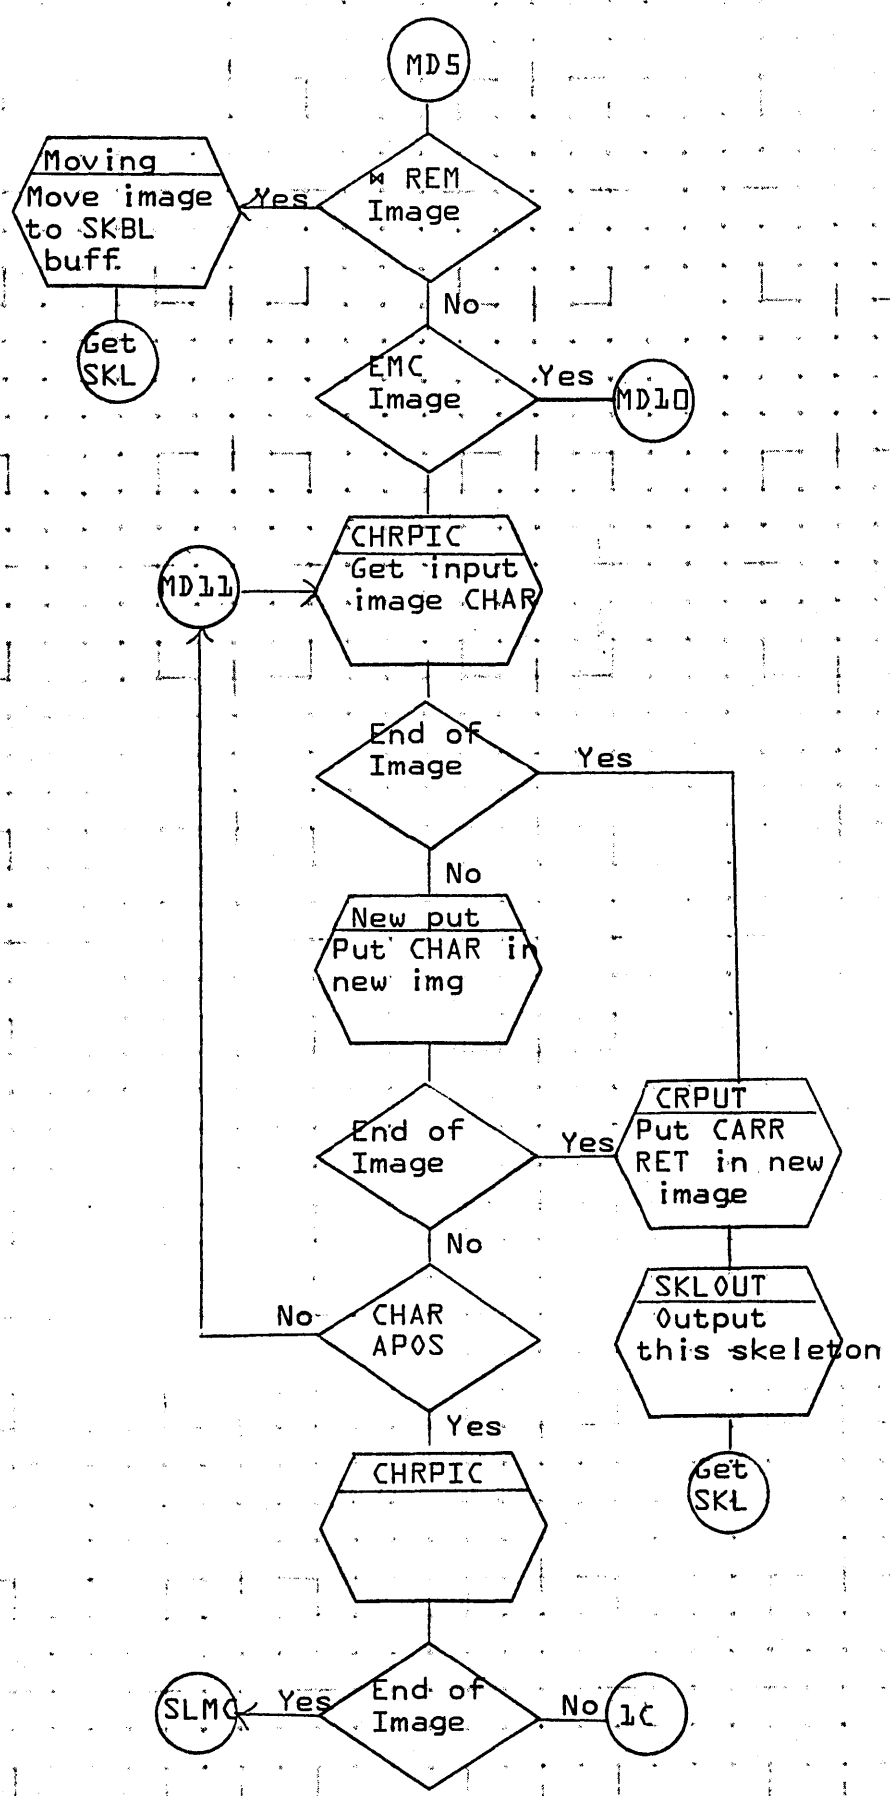 MD5
⋈ REM
Image
Yes
Moving
Move image
to SKBL
buff.
Get
SKL
No
EMC
Image
Yes
MD10
CHRPIC
Get input
image CHAR
MD11
End of
Image
Yes
No
New put
Put CHAR in
new img
End of
Image
Yes
CRPUT
Put CARR
RET in new
image
No
SKLOUT
Output
this skeleton
CHAR
APOS
No
Yes
Get
SKL
CHRPIC
End of
Image
Yes
SLMC
No
1C